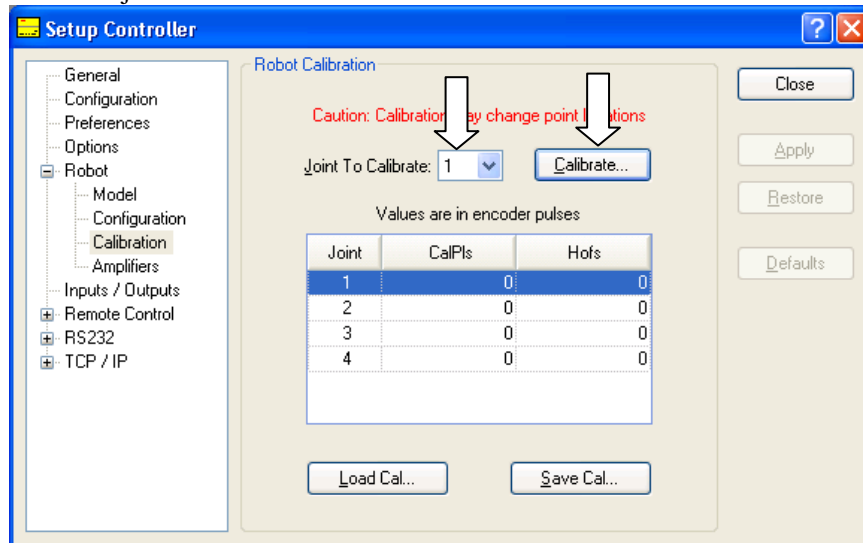 Setup Controller
General
Configuration
Preferences
Options
Robot
Model
Configuration
Calibration
Amplifiers
Inputs / Outputs
Remote Control
RS232
TCP / IP
Robot Calibration
Caution: Calibration may change point locations
Joint To Calibrate: 1
Calibrate...
Values are in encoder pulses
Joint CalPls Hofs
1 0 0
2 0 0
3 0 0
4 0 0
Load Cal...
Save Cal...
Close
Apply
Restore
Defaults